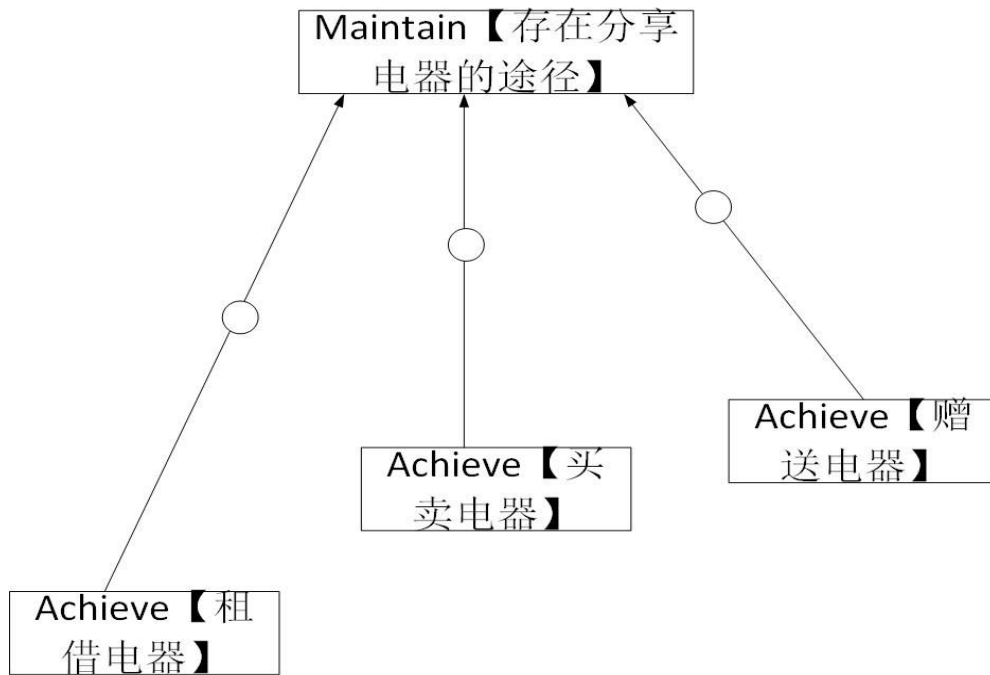 Maintain【存在分享
电器的途径】
Achieve【赠
送电器】
Achieve【买
卖电器】
Achieve【租
借电器】